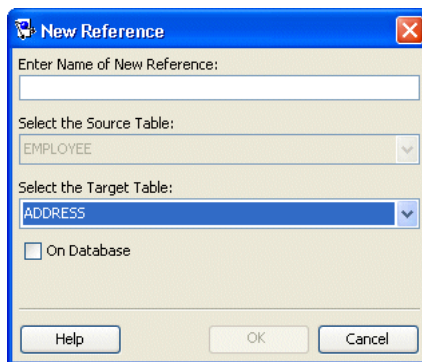 New Reference
Enter Name of New Reference:
Select the Source Table:
EMPLOYEE
Select the Target Table:
ADDRESS
On Database
Help OK Cancel